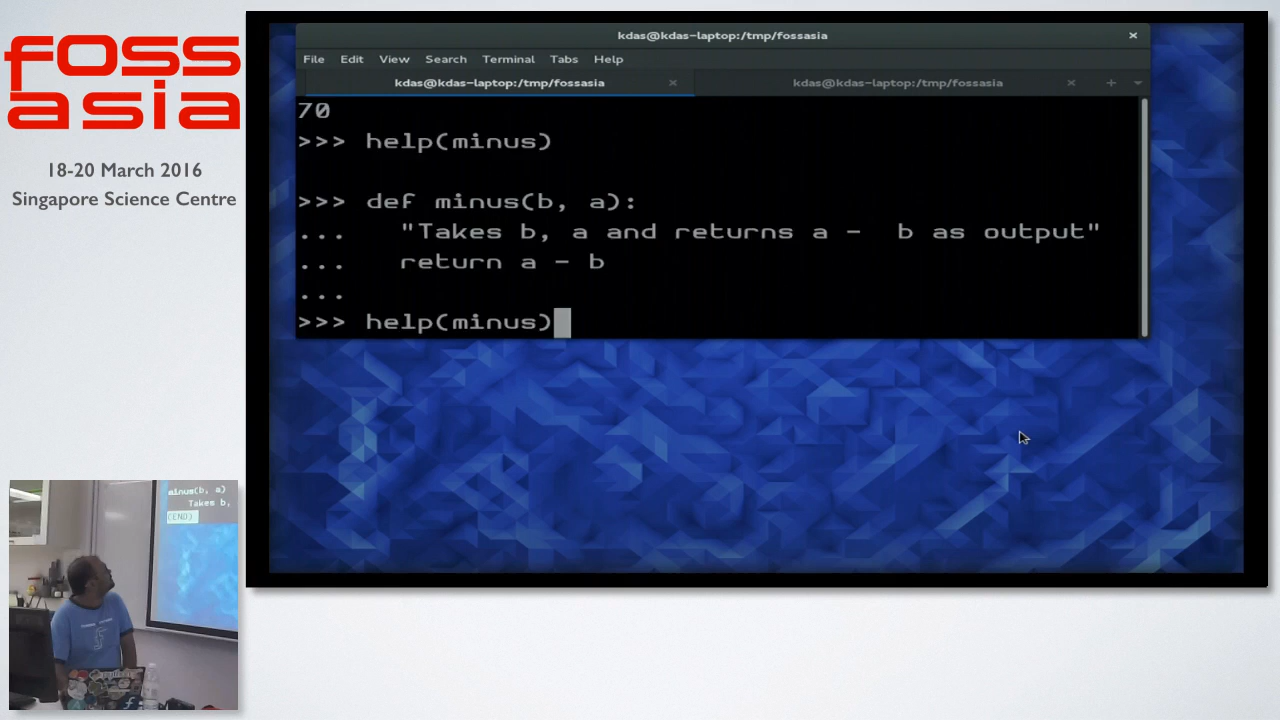 foss
asia
18-20 March 2016
Singapore Science Centre
kdas@kdas-laptop:/tmp/fossasia
File Edit View Search Terminal Tabs Help
kdas@kdas-laptop:/tmp/fossasia
kdas@kdas-laptop:/tmp/fossasia
70
>>> help(minus)
>>> def minus(b, a):
... "Takes b, a and returns a -  b as output"
... return a - b
...
>>> help(minus)
minus(b, a)
Takes b,
(END)